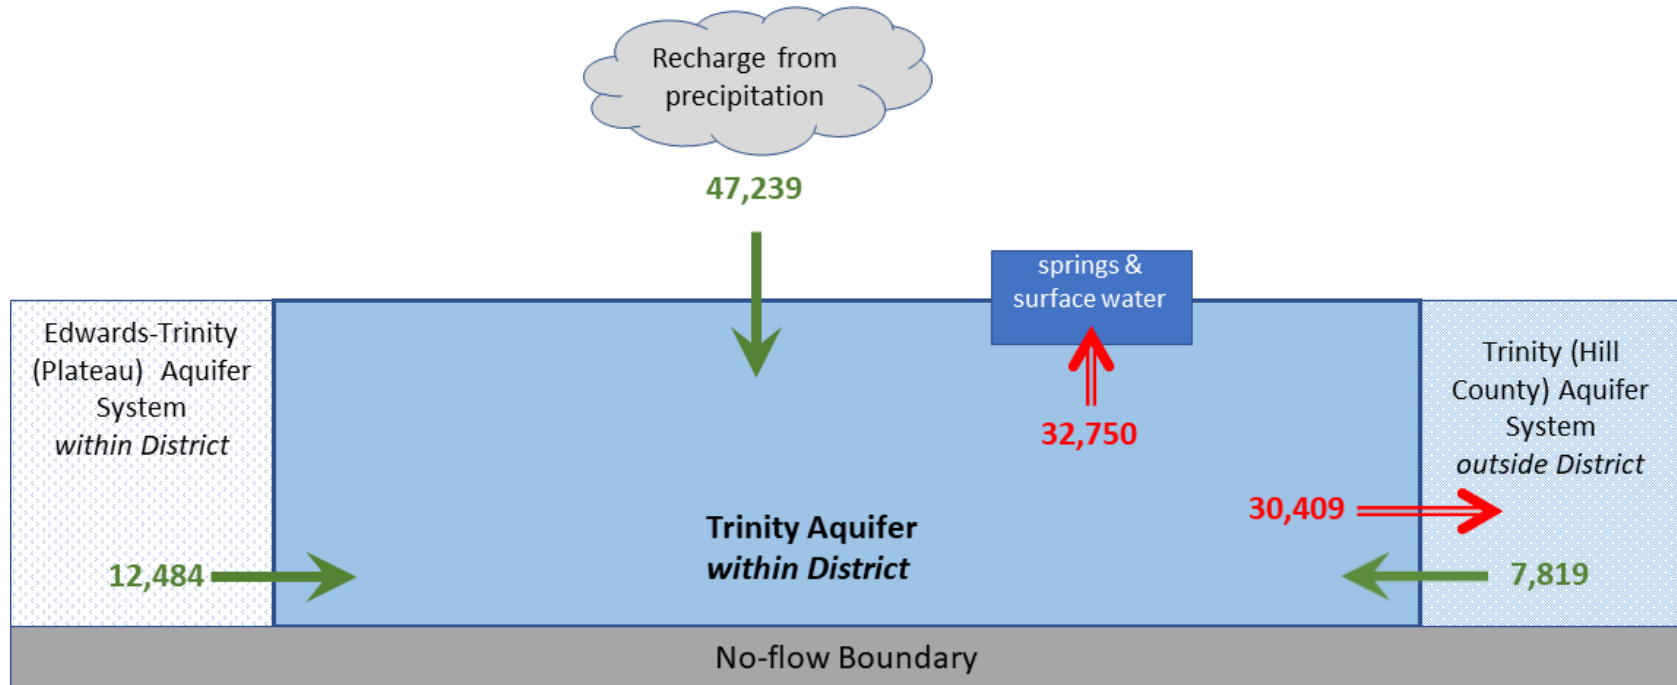 Recharge from
precipitation
47,239
springs &
surface water
Edwards-Trinity
(Plateau) Aquifer
System
within District
Trinity (Hill
County) Aquifer
System
outside District
32,750
30,409
Trinity Aquifer
within District
12,484
7,819
No-flow Boundary